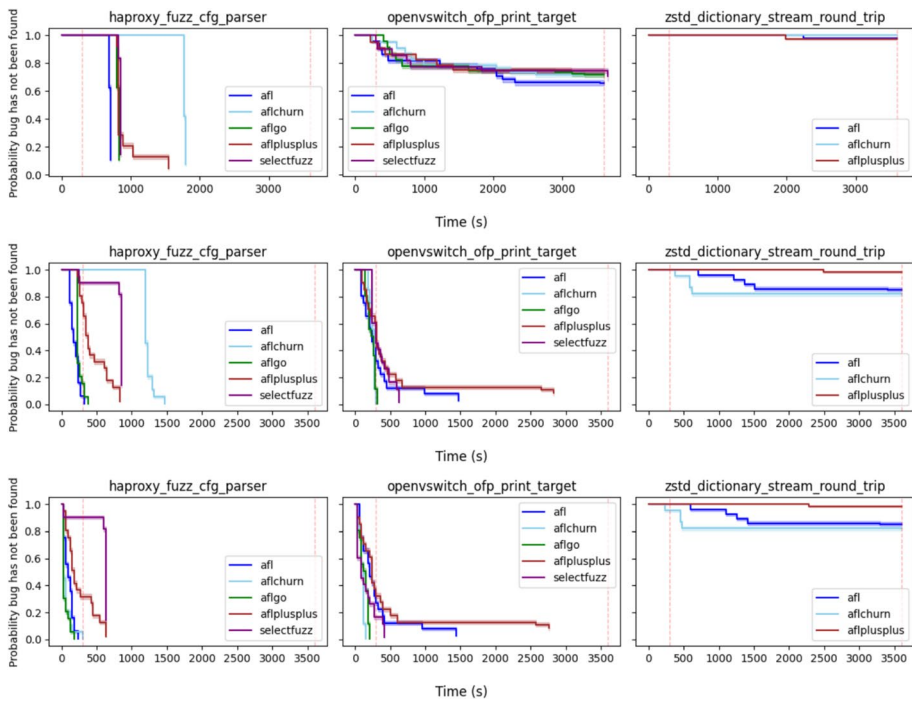 haproxy_fuzz_cfg_parser
openvswitch_ofp_print_target
zstd_dictionary_stream_round_trip
Probability bug has not been found
1.0
0.8
0.6
0.4
0.2
0.0
afl
aflchurn
aflgo
aflplusplus
selectfuzz
0
1000
2000
3000
afl
aflchurn
aflgo
aflplusplus
selectfuzz
0
1000
2000
3000
afl
aflchurn
aflplusplus
0
1000
2000
3000
Time (s)
haproxy_fuzz_cfg_parser
openvswitch_ofp_print_target
zstd_dictionary_stream_round_trip
Probability bug has not been found
1.0
0.8
0.6
0.4
0.2
0.0
afl
aflchurn
aflgo
aflplusplus
selectfuzz
0 500 1000 1500 2000 2500 3000 3500
afl
aflchurn
aflgo
aflplusplus
selectfuzz
0 500 1000 1500 2000 2500 3000 3500
afl
aflchurn
aflplusplus
0 500 1000 1500 2000 2500 3000 3500
Time (s)
haproxy_fuzz_cfg_parser
openvswitch_ofp_print_target
zstd_dictionary_stream_round_trip
Probability bug has not been found
1.0
0.8
0.6
0.4
0.2
0.0
afl
aflchurn
aflgo
aflplusplus
selectfuzz
0 500 1000 1500 2000 2500 3000 3500
afl
aflchurn
aflgo
aflplusplus
selectfuzz
0 500 1000 1500 2000 2500 3000 3500
afl
aflchurn
aflplusplus
0 500 1000 1500 2000 2500 3000 3500
Time (s)